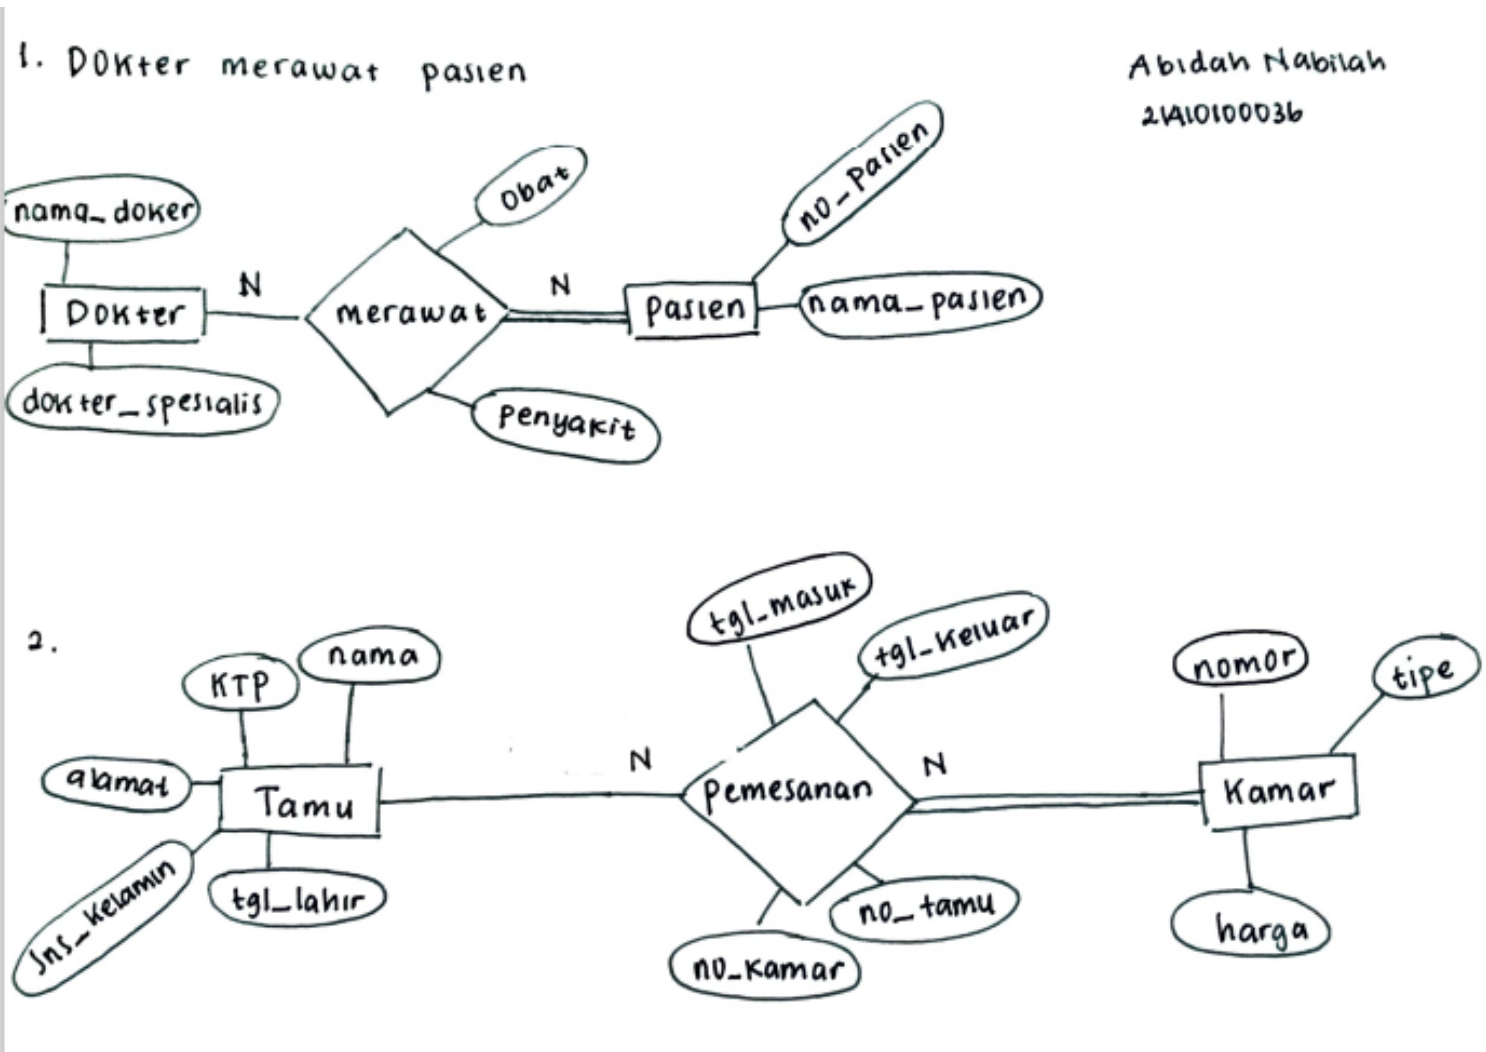 1. Dokter merawat pasien
Abidah Nabilah
21410100036
nama_doker
Obat
no_Pasien
N
N
Dokter
merawat
Pasien
nama_pasien
dokter_spesialis
penyakit
2.
KTP
nama
tgl_masuk
tgl_keluar
nomor
tipe
alamat
Tamu
N
Pemesanan
N
Kamar
Jns_kelamin
tgl_lahir
no_kamar
no_tamu
harga